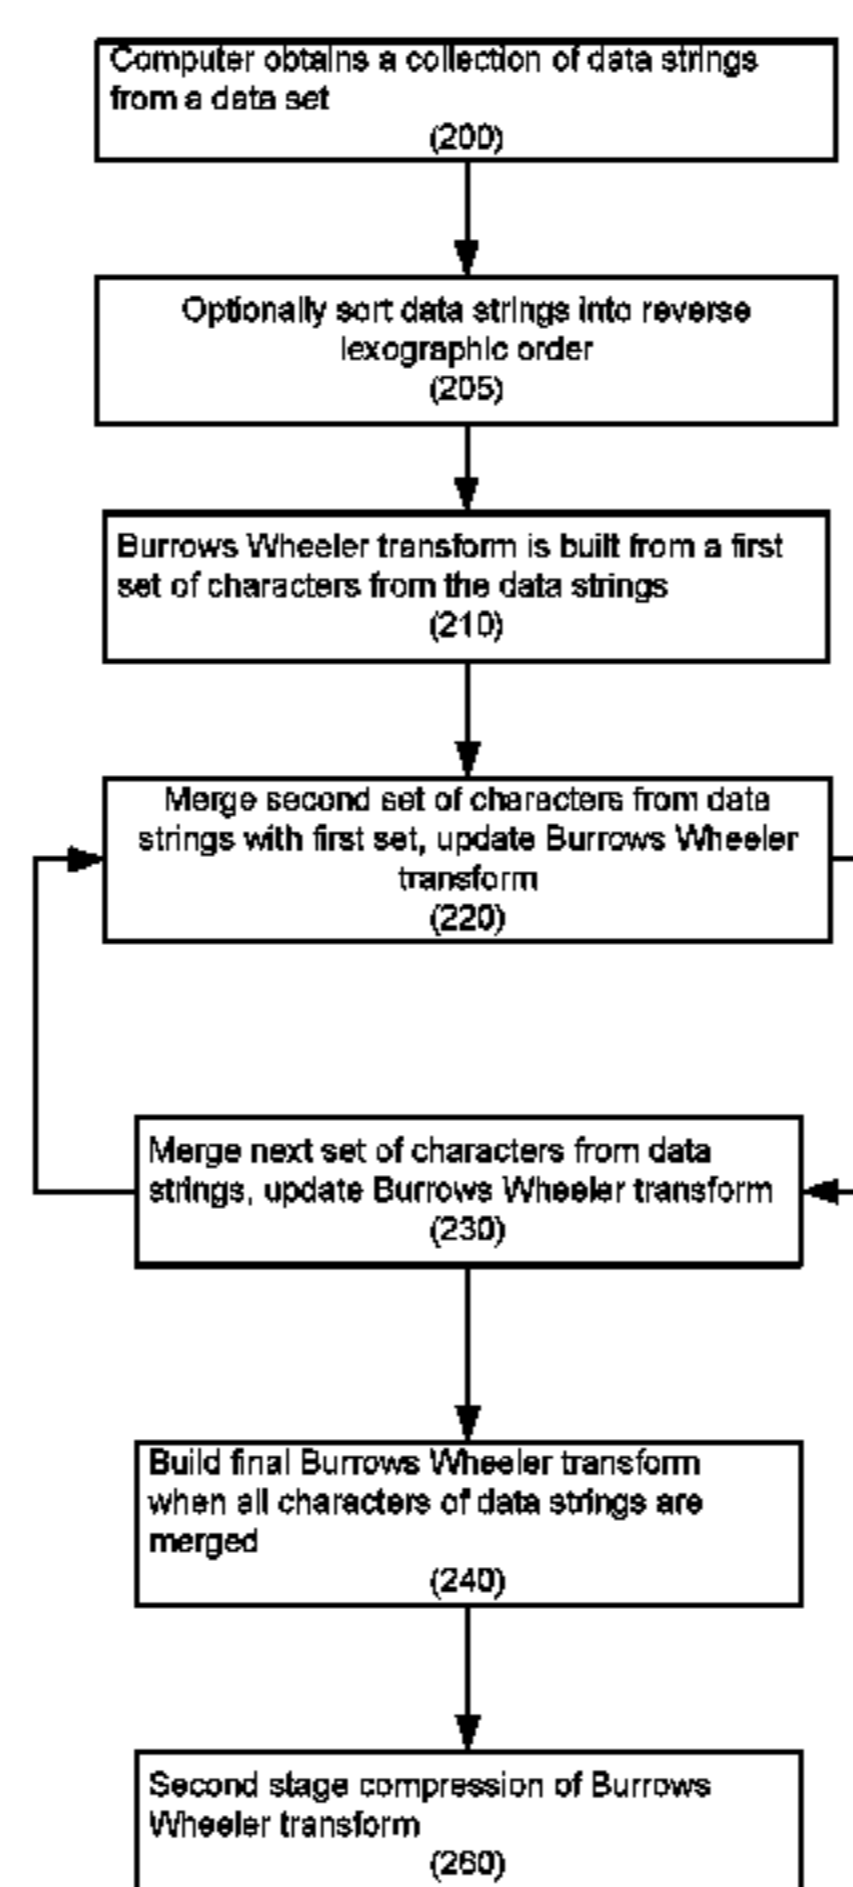 Computer obtains a collection of data strings
from a data set
(200)
Optionally sort data strings into reverse
lexographic order
(205)
Burrows Wheeler transform is built from a first
set of characters from the data strings
(210)
Merge second set of characters from data
strings with first set, update Burrows Wheeler
transform
(220)
Merge next set of characters from data
strings, update Burrows Wheeler transform
(230)
Build final Burrows Wheeler transform
when all characters of data strings are
merged
(240)
Second stage compression of Burrows
Wheeler transform
(260)